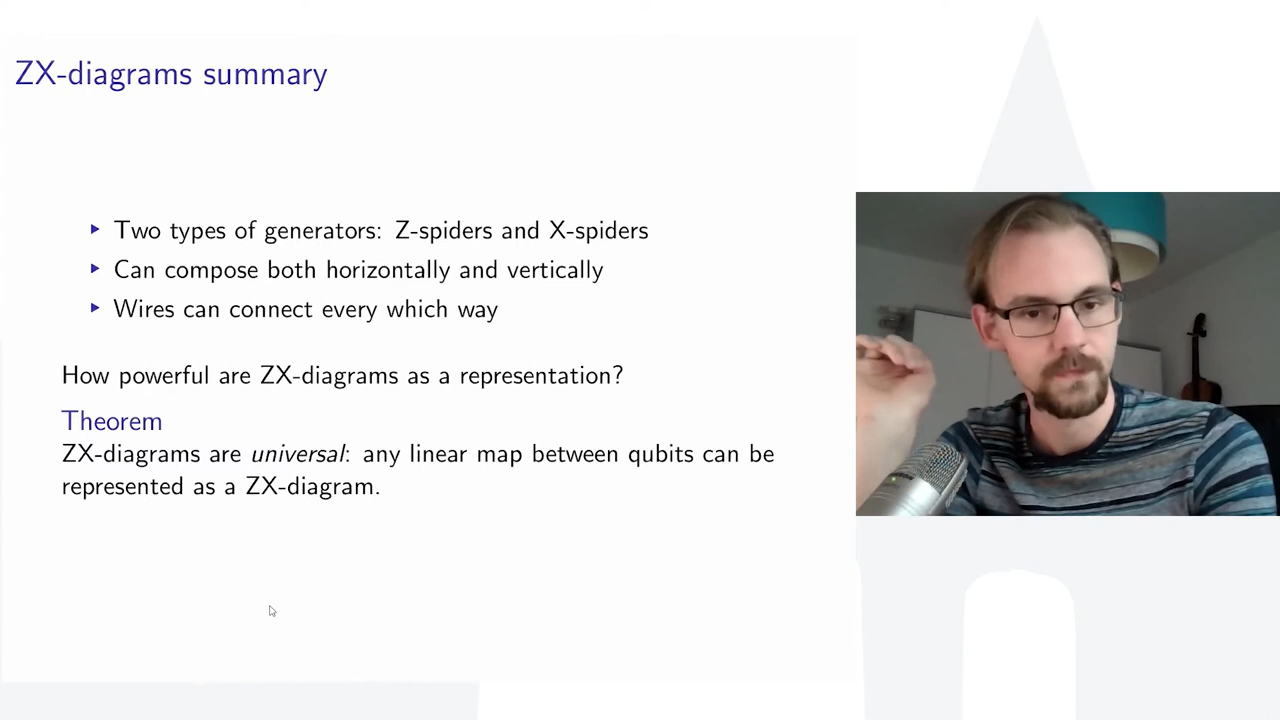 ZX-diagrams summary
▸ Two types of generators: Z-spiders and X-spiders
▸ Can compose both horizontally and vertically
▸ Wires can connect every which way
How powerful are ZX-diagrams as a representation?
Theorem
ZX-diagrams are universal: any linear map between qubits can be
represented as a ZX-diagram.